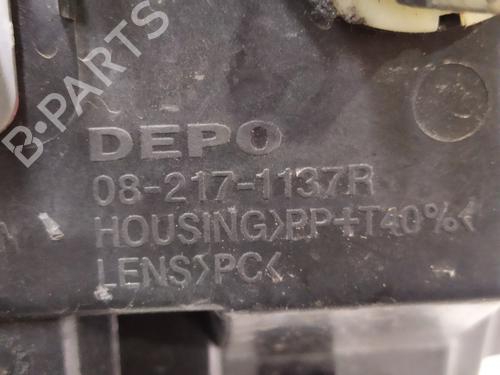 B-PARTS
DEPO
08-217-1137R
HOUSING>PP+T40%<
LENS>PC<